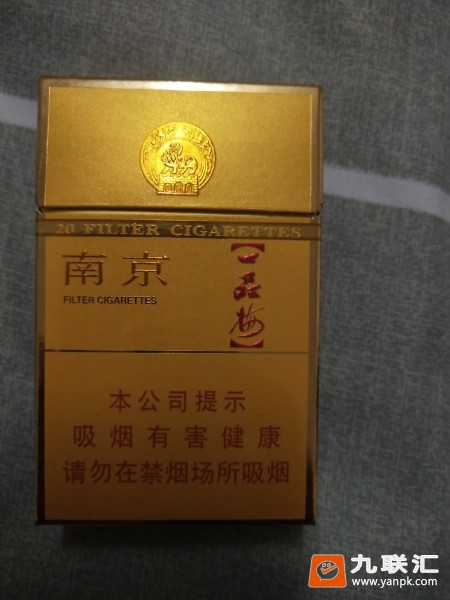 20 FILTER CIGARETTES
南京
FILTER CIGARETTES
【一品梅】
本公司提示
吸烟有害健康
请勿在禁烟场所吸烟
九联汇
www.yanpk.com